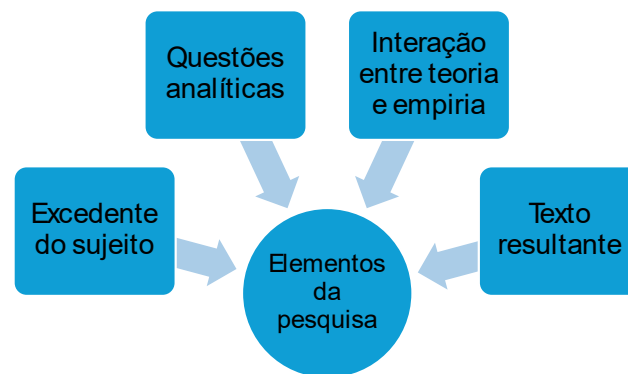 Questões
analíticas
Interação
entre teoria
e empiria
Excedente
do sujeito
Texto
resultante
Elementos
da
pesquisa